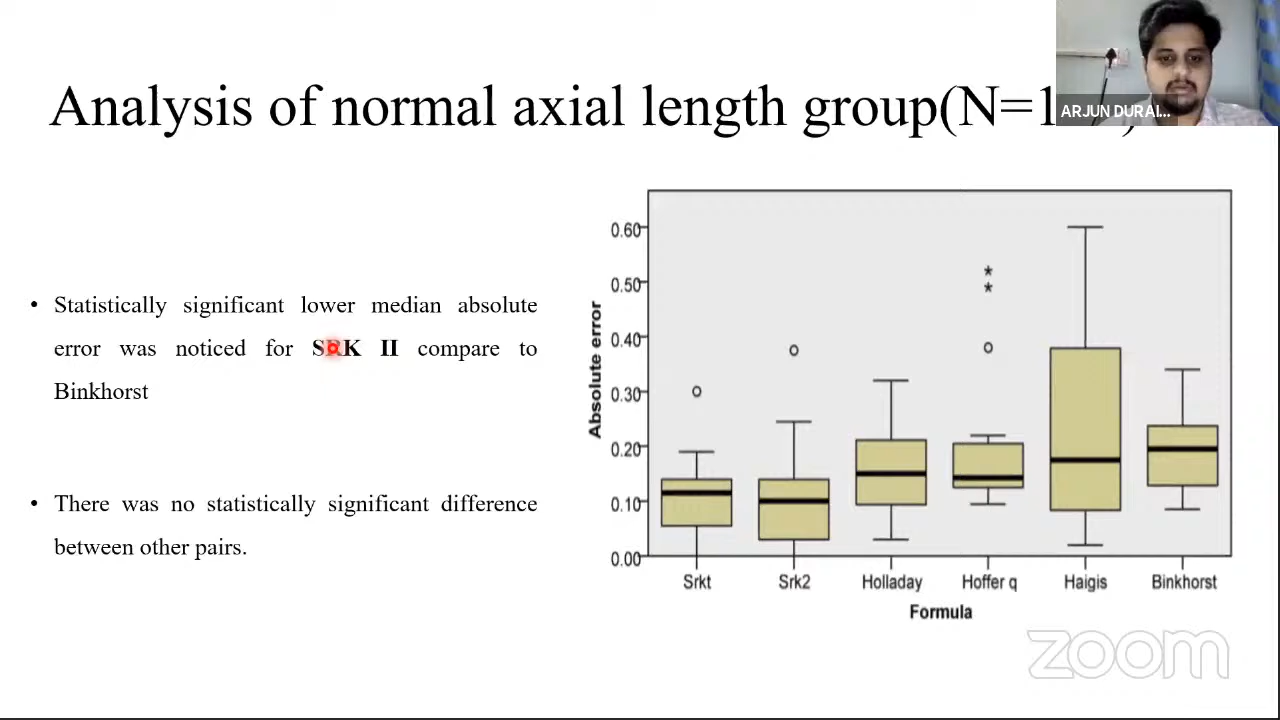 Analysis of normal axial length group(N=1
ARJUN DURAI...
• Statistically significant lower median absolute
error was noticed for SRK II compare to
Binkhorst
• There was no statistically significant difference
between other pairs.
Absolute error
0.60
0.50
0.40
0.30
0.20
0.10
0.00
Srkt Srk2 Holladay Hoffer q Haigis Binkhorst
Formula
zoom